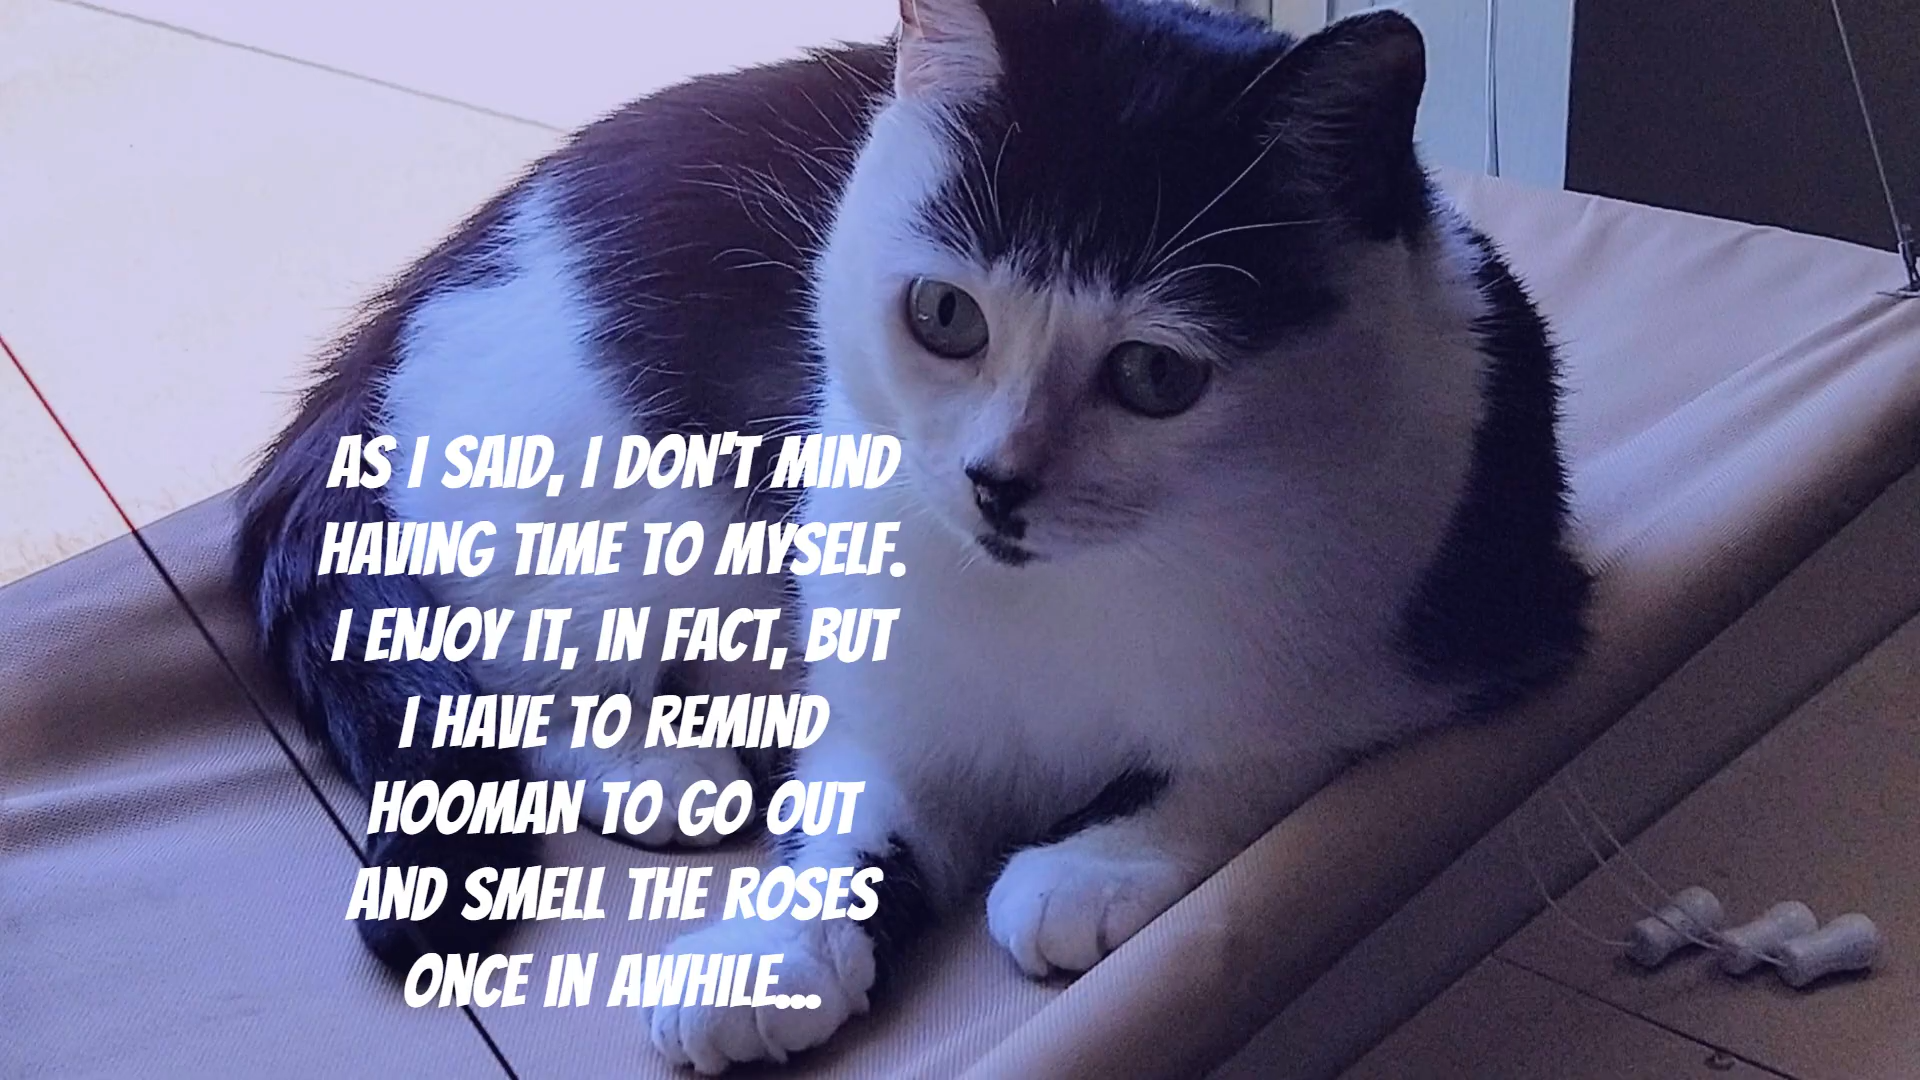 AS I SAID, I DON'T MIND
HAVING TIME TO MYSELF.
I ENJOY IT, IN FACT, BUT
I HAVE TO REMIND
HOOMAN TO GO OUT
AND SMELL THE ROSES
ONCE IN AWHILE...